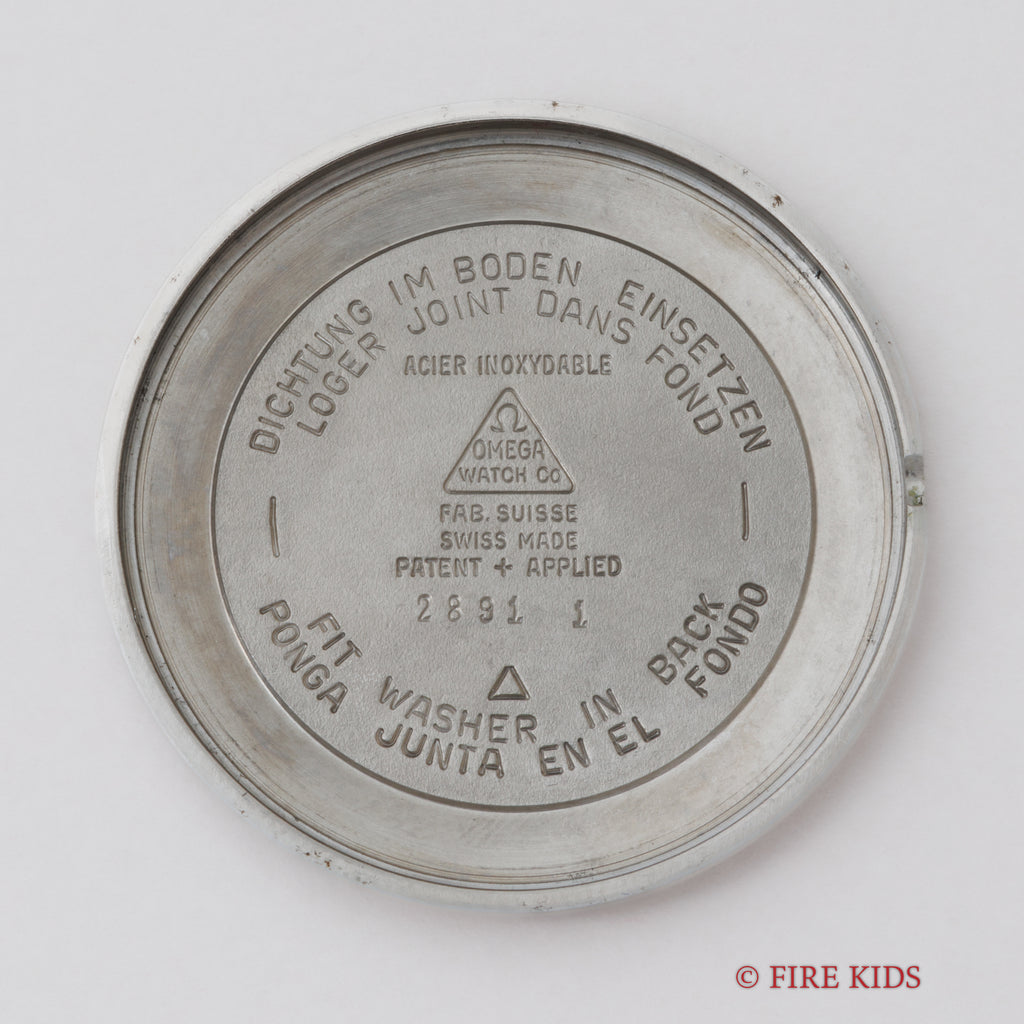 DICHTUNG IM BODEN EINSETZEN
LOGER JOINT DANS FOND
ACIER INOXYDABLE
Ω
OMEGA
WATCH CO
FAB. SUISSE
SWISS MADE
PATENT + APPLIED
2891 1
FIT WASHER IN BACK
PONGA JUNTA EN EL FONDO
© FIRE KIDS